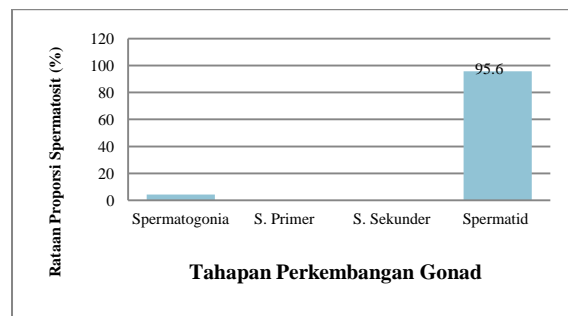 Rataan Proporsi Spermatosit (%)
120
100
80
60
40
20
0
95.6
Spermatogonia S. Primer S. Sekunder Spermatid
Tahapan Perkembangan Gonad